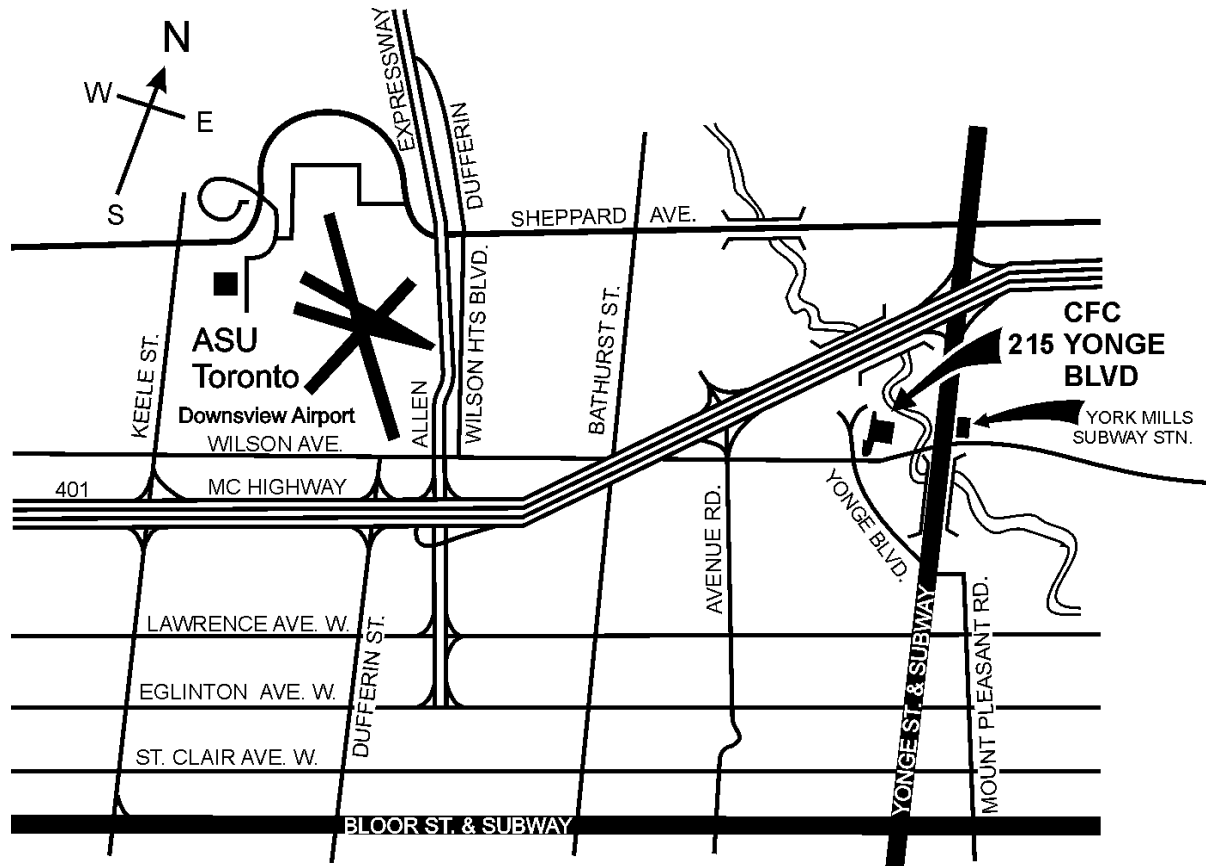 N
W
E
S
EXPRESSWAY
DUFFERIN
SHEPPARD AVE.
WILSON HTS BLVD.
BATHURST ST.
KEELE ST.
ASU
Toronto
Downsview Airport
ALLEN
WILSON AVE.
CFC
215 YONGE
BLVD
YORK MILLS
SUBWAY STN.
401
MC HIGHWAY
YONGE BLVD.
AVENUE RD.
LAWRENCE AVE. W.
DUFFERIN ST.
EGLINTON AVE. W.
ST. CLAIR AVE. W.
YONGE ST. & SUBWAY
MOUNT PLEASANT RD.
BLOOR ST. & SUBWAY